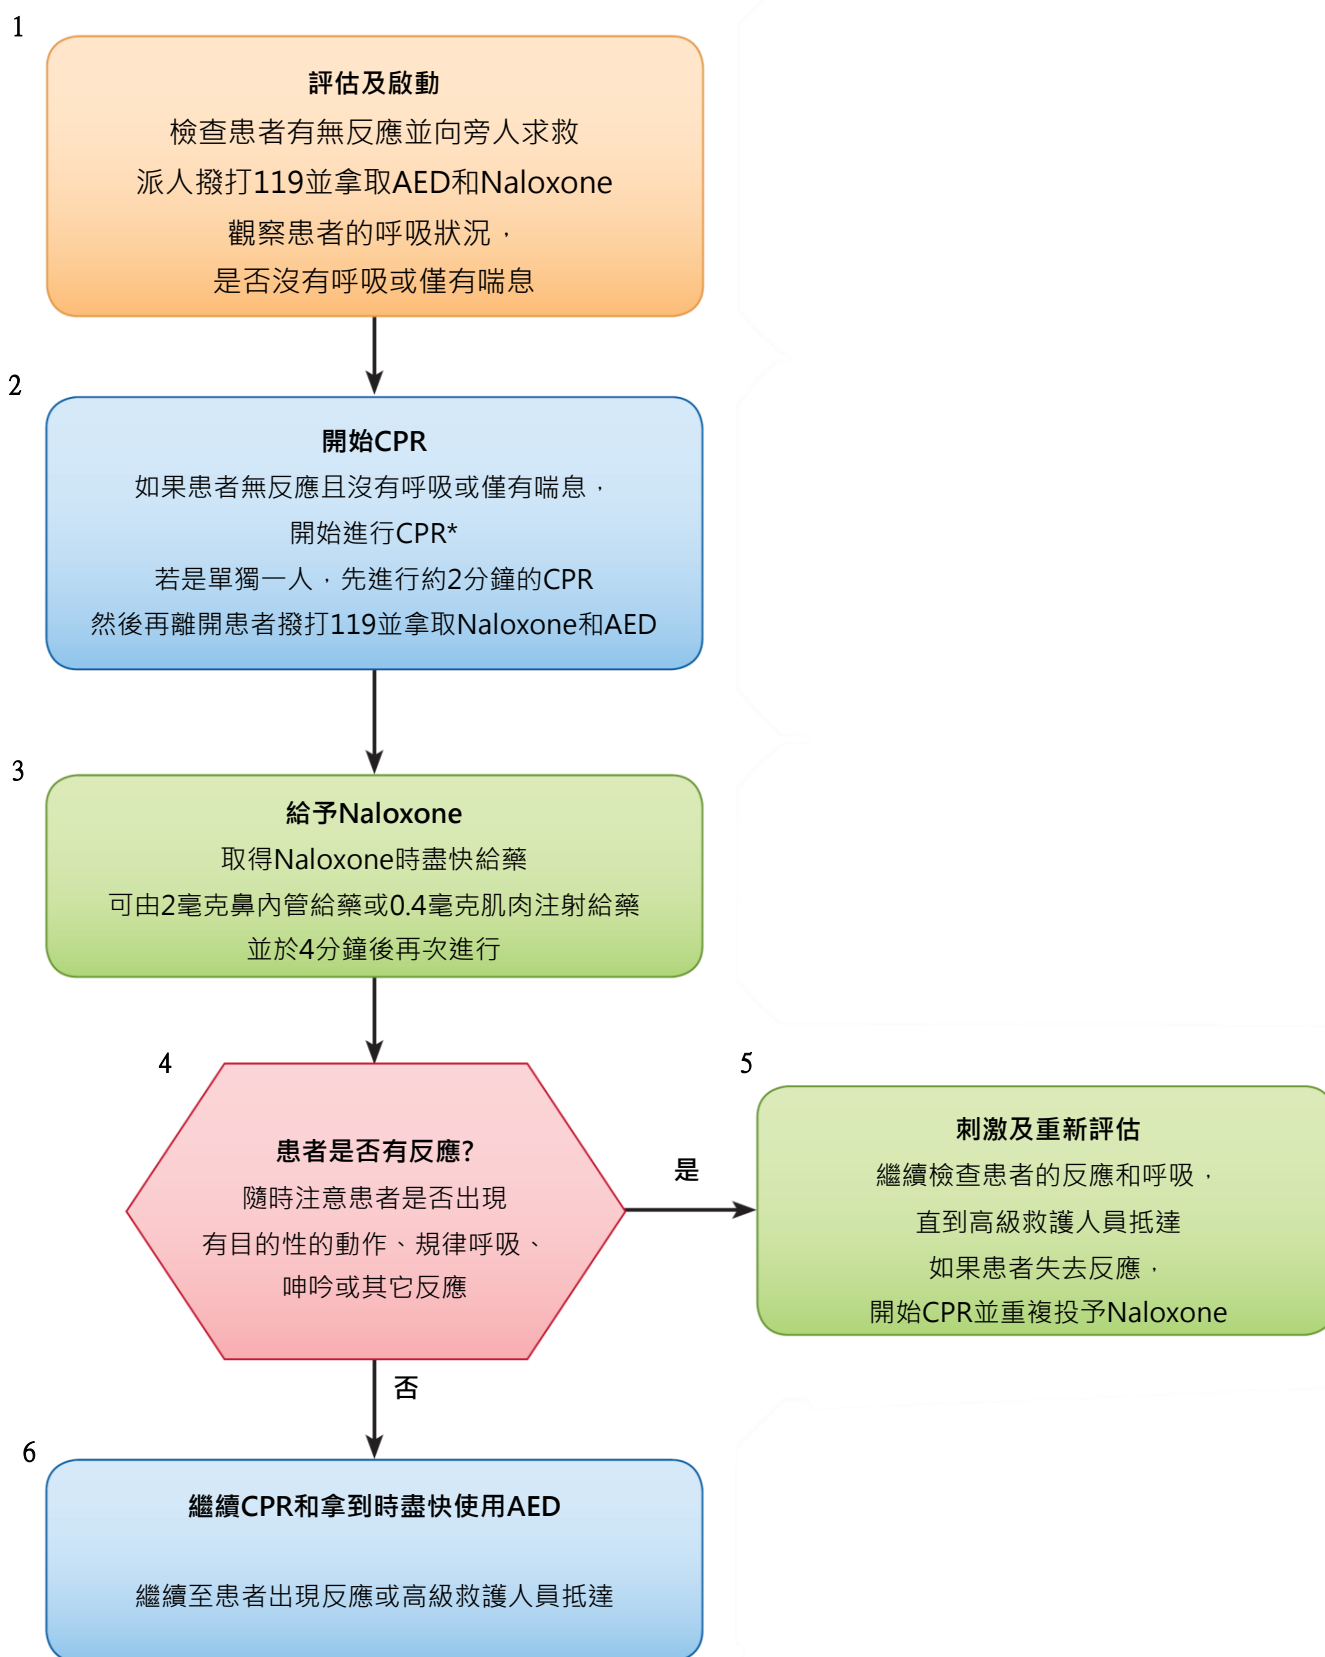 1
評估及啟動
檢查患者有無反應並向旁人求救
派人撥打119並拿取AED和Naloxone
觀察患者的呼吸狀況，
是否沒有呼吸或僅有喘息
2
開始CPR
如果患者無反應且沒有呼吸或僅有喘息，
開始進行CPR*
若是單獨一人，先進行約2分鐘的CPR
然後再離開患者撥打119並拿取Naloxone和AED
3
給予Naloxone
取得Naloxone時盡快給藥
可由2毫克鼻內管給藥或0.4毫克肌肉注射給藥
並於4分鐘後再次進行
4
患者是否有反應?
隨時注意患者是否出現
有目的性的動作、規律呼吸、
呻吟或其它反應
是
5
刺激及重新評估
繼續檢查患者的反應和呼吸，
直到高級救護人員抵達
如果患者失去反應，
開始CPR並重複投予Naloxone
否
6
繼續CPR和拿到時盡快使用AED
繼續至患者出現反應或高級救護人員抵達